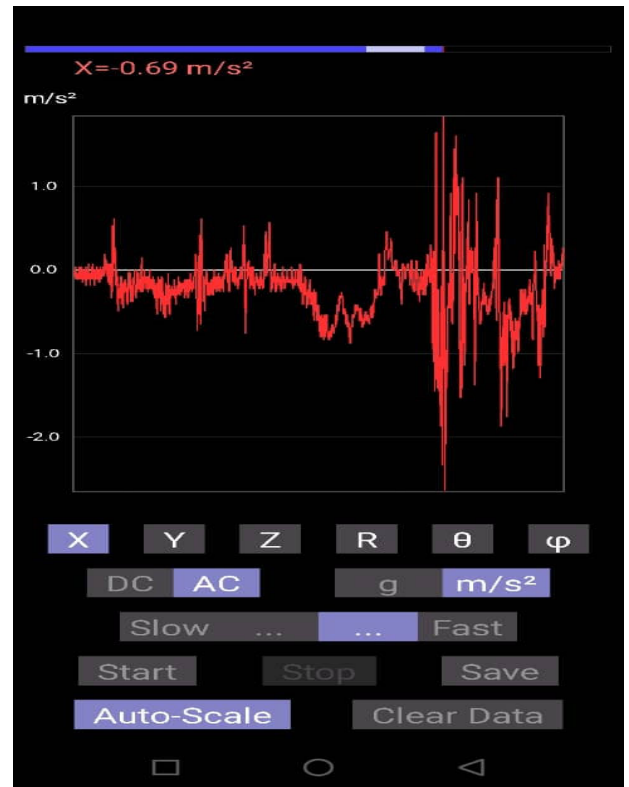 X=-0.69 m/s²
m/s²
1.0
0.0
-1.0
-2.0
X Y Z R θ φ
DC AC g m/s²
Slow ... ... Fast
Start Stop Save
Auto-Scale Clear Data